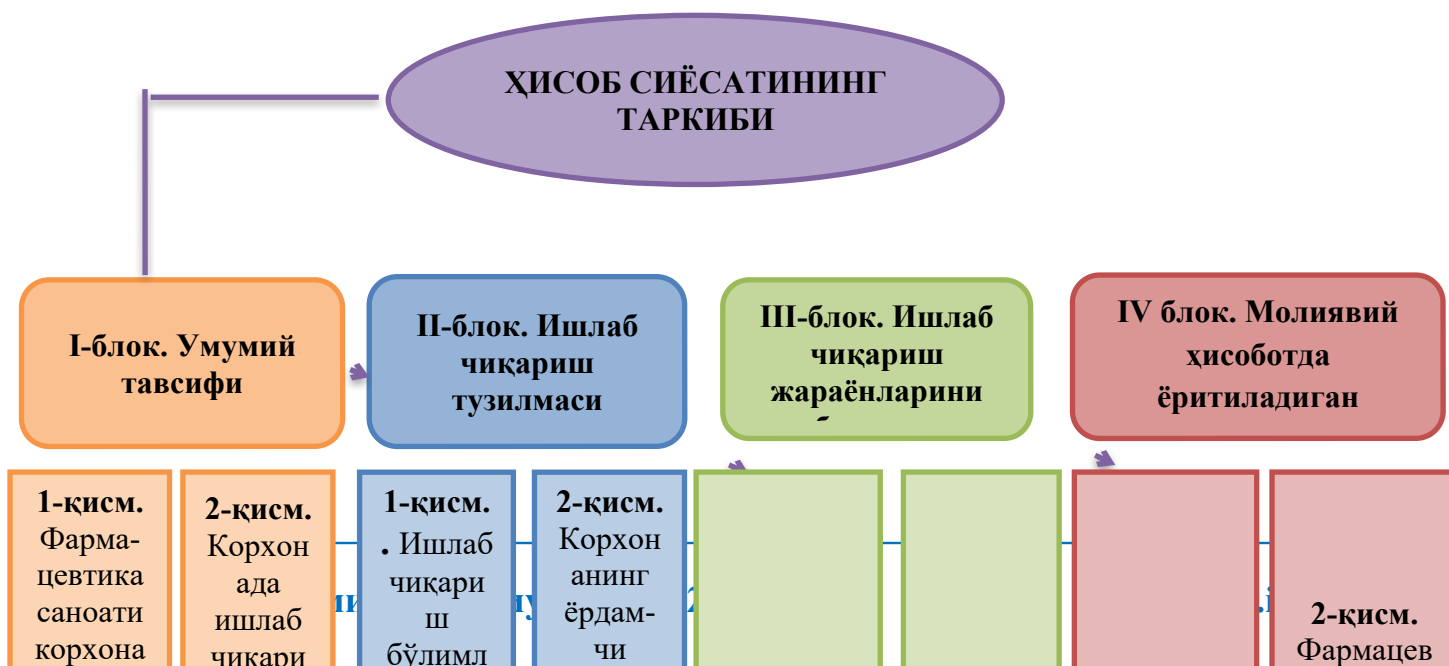 ҲИСОБ СИЁСАТИНИНГ
ТАРКИБИ
I-блок. Умумий
тавсифи
II-блок. Ишлаб
чиқариш
тузилмаси
III-блок. Ишлаб
чиқариш
жараёнларини
IV блок. Молиявий
ҳисоботда
ёритиладиган
1-қисм.
Фарма-
цевтика
саноати
корхона
2-қисм.
Корхон
ада
ишлаб
чиқари
1-қисм.
. Ишлаб
чиқари
ш
бўлимл
2-қисм.
Корхон
анинг
ёрдам-
чи
2-қисм.
Фармацев